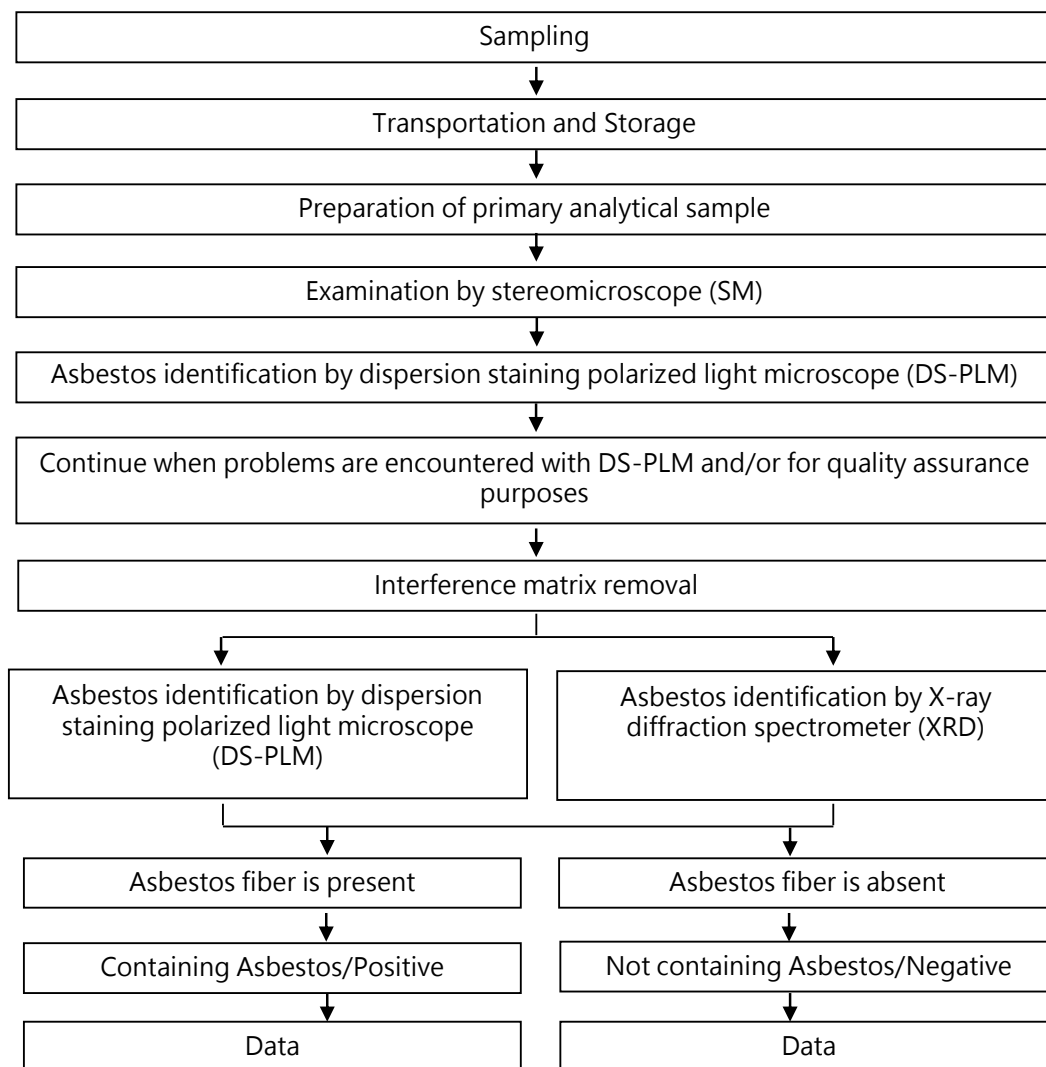 Sampling
Transportation and Storage
Preparation of primary analytical sample
Examination by stereomicroscope (SM)
Asbestos identification by dispersion staining polarized light microscope (DS-PLM)
Continue when problems are encountered with DS-PLM and/or for quality assurance
purposes
Interference matrix removal
Asbestos identification by dispersion
staining polarized light microscope
(DS-PLM)
Asbestos identification by X-ray
diffraction spectrometer (XRD)
Asbestos fiber is present
Asbestos fiber is absent
Containing Asbestos/Positive
Not containing Asbestos/Negative
Data
Data